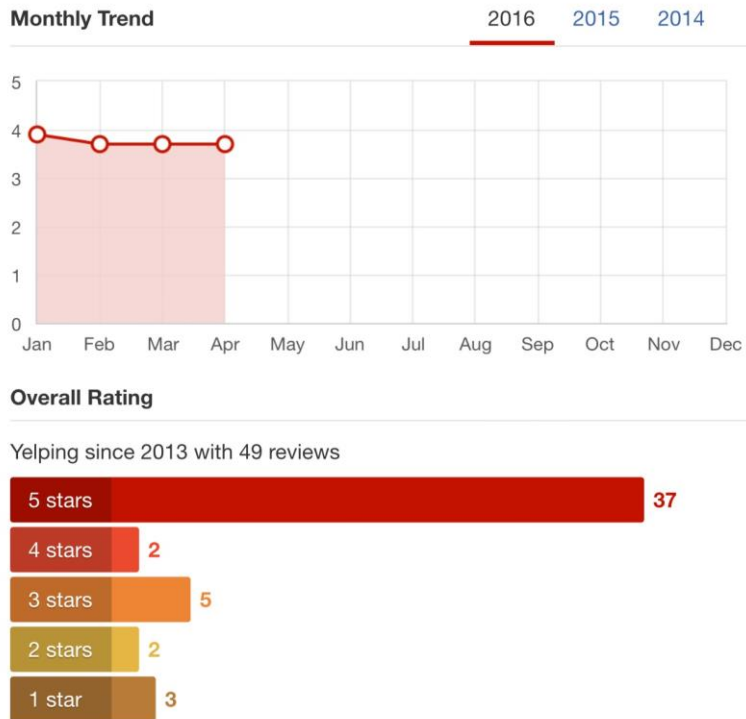 Monthly Trend 2016 2015 2014
5
4
3
2
1
0
Jan Feb Mar Apr May Jun Jul Aug Sep Oct Nov Dec
Overall Rating
Yelping since 2013 with 49 reviews
5 stars 37
4 stars 2
3 stars 5
2 stars 2
1 star 3